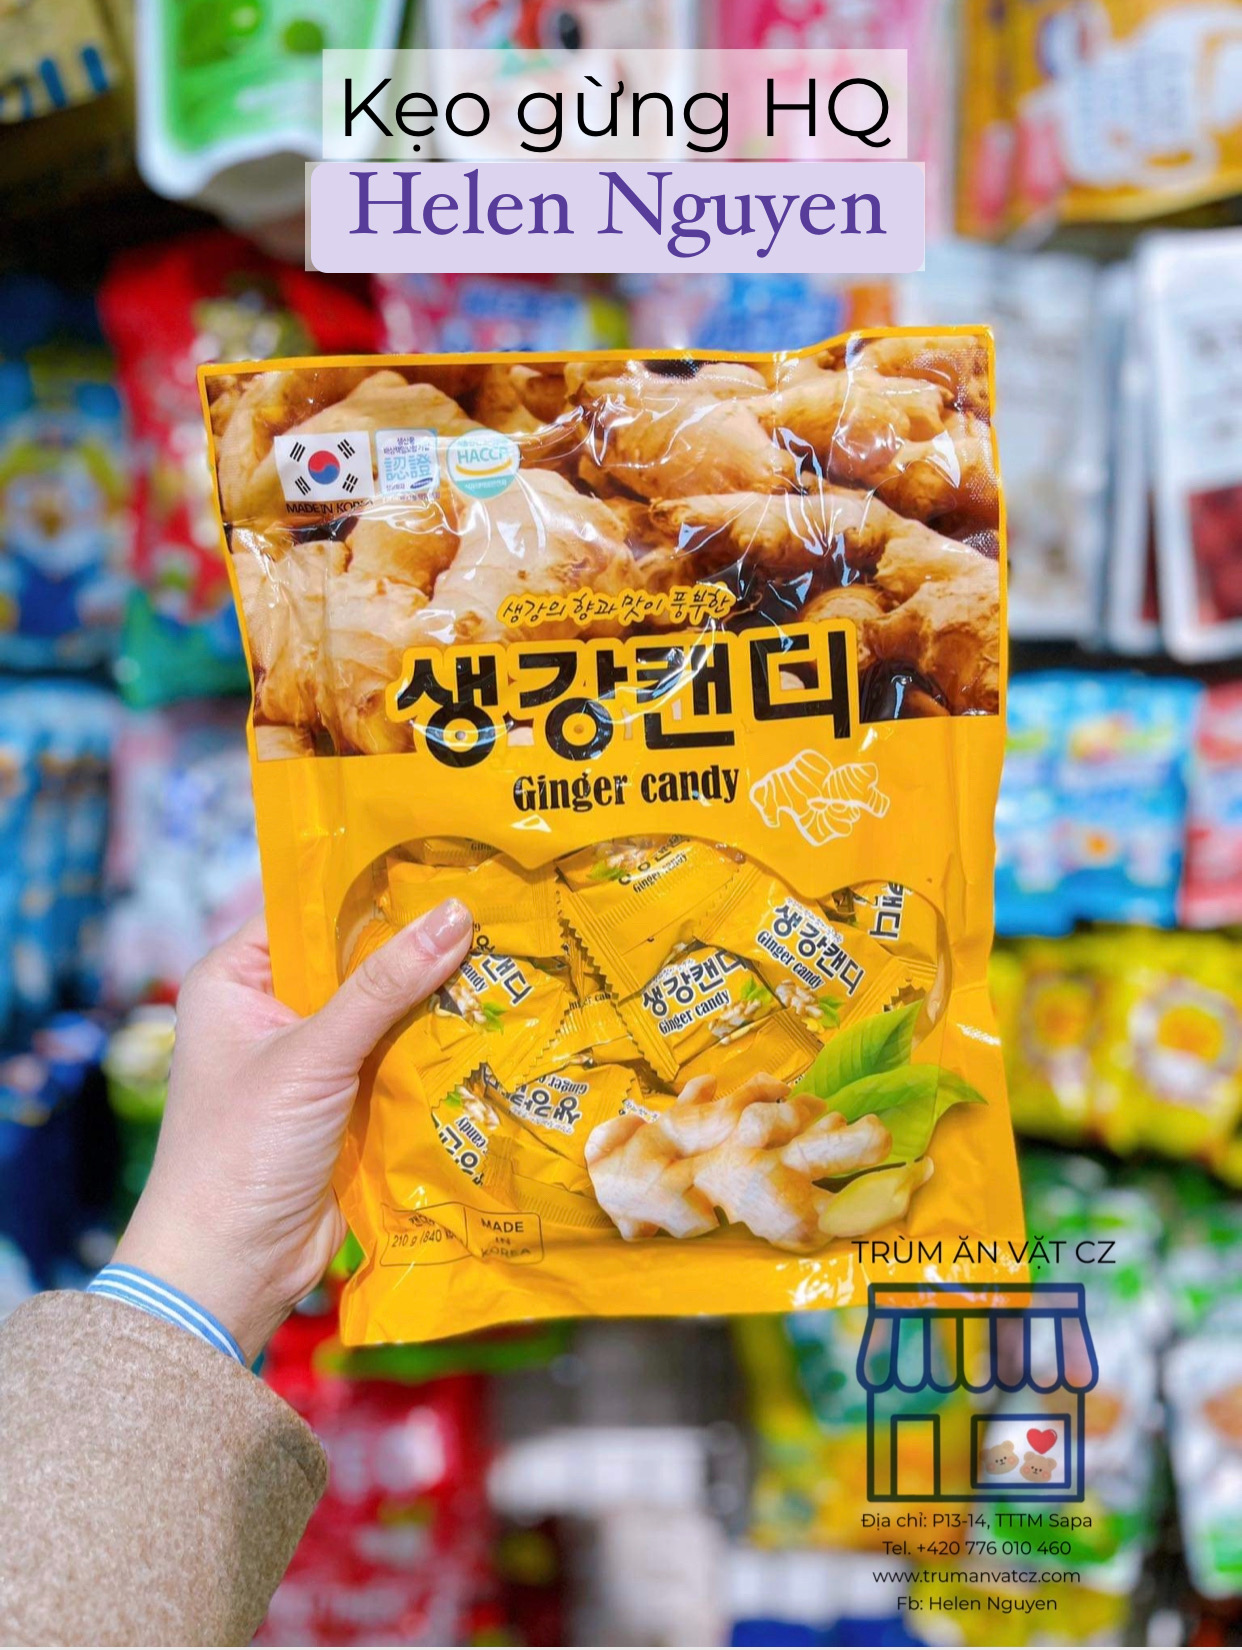 Kẹo gừng HQ
Helen Nguyen
HACCP
MADE IN KOREA
생강의 향과 맛이 풍부한
생강캔디
Ginger candy
생강캔디
Ginger candy
생강캔디
Ginger candy
210 g (840
MADE
IN
KOREA
TRÙM ĂN VẶT CZ
Địa chỉ: P13-14, TTTM Sapa
Tel. +420 776 010 460
www.trumanvatcz.com
Fb: Helen Nguyen